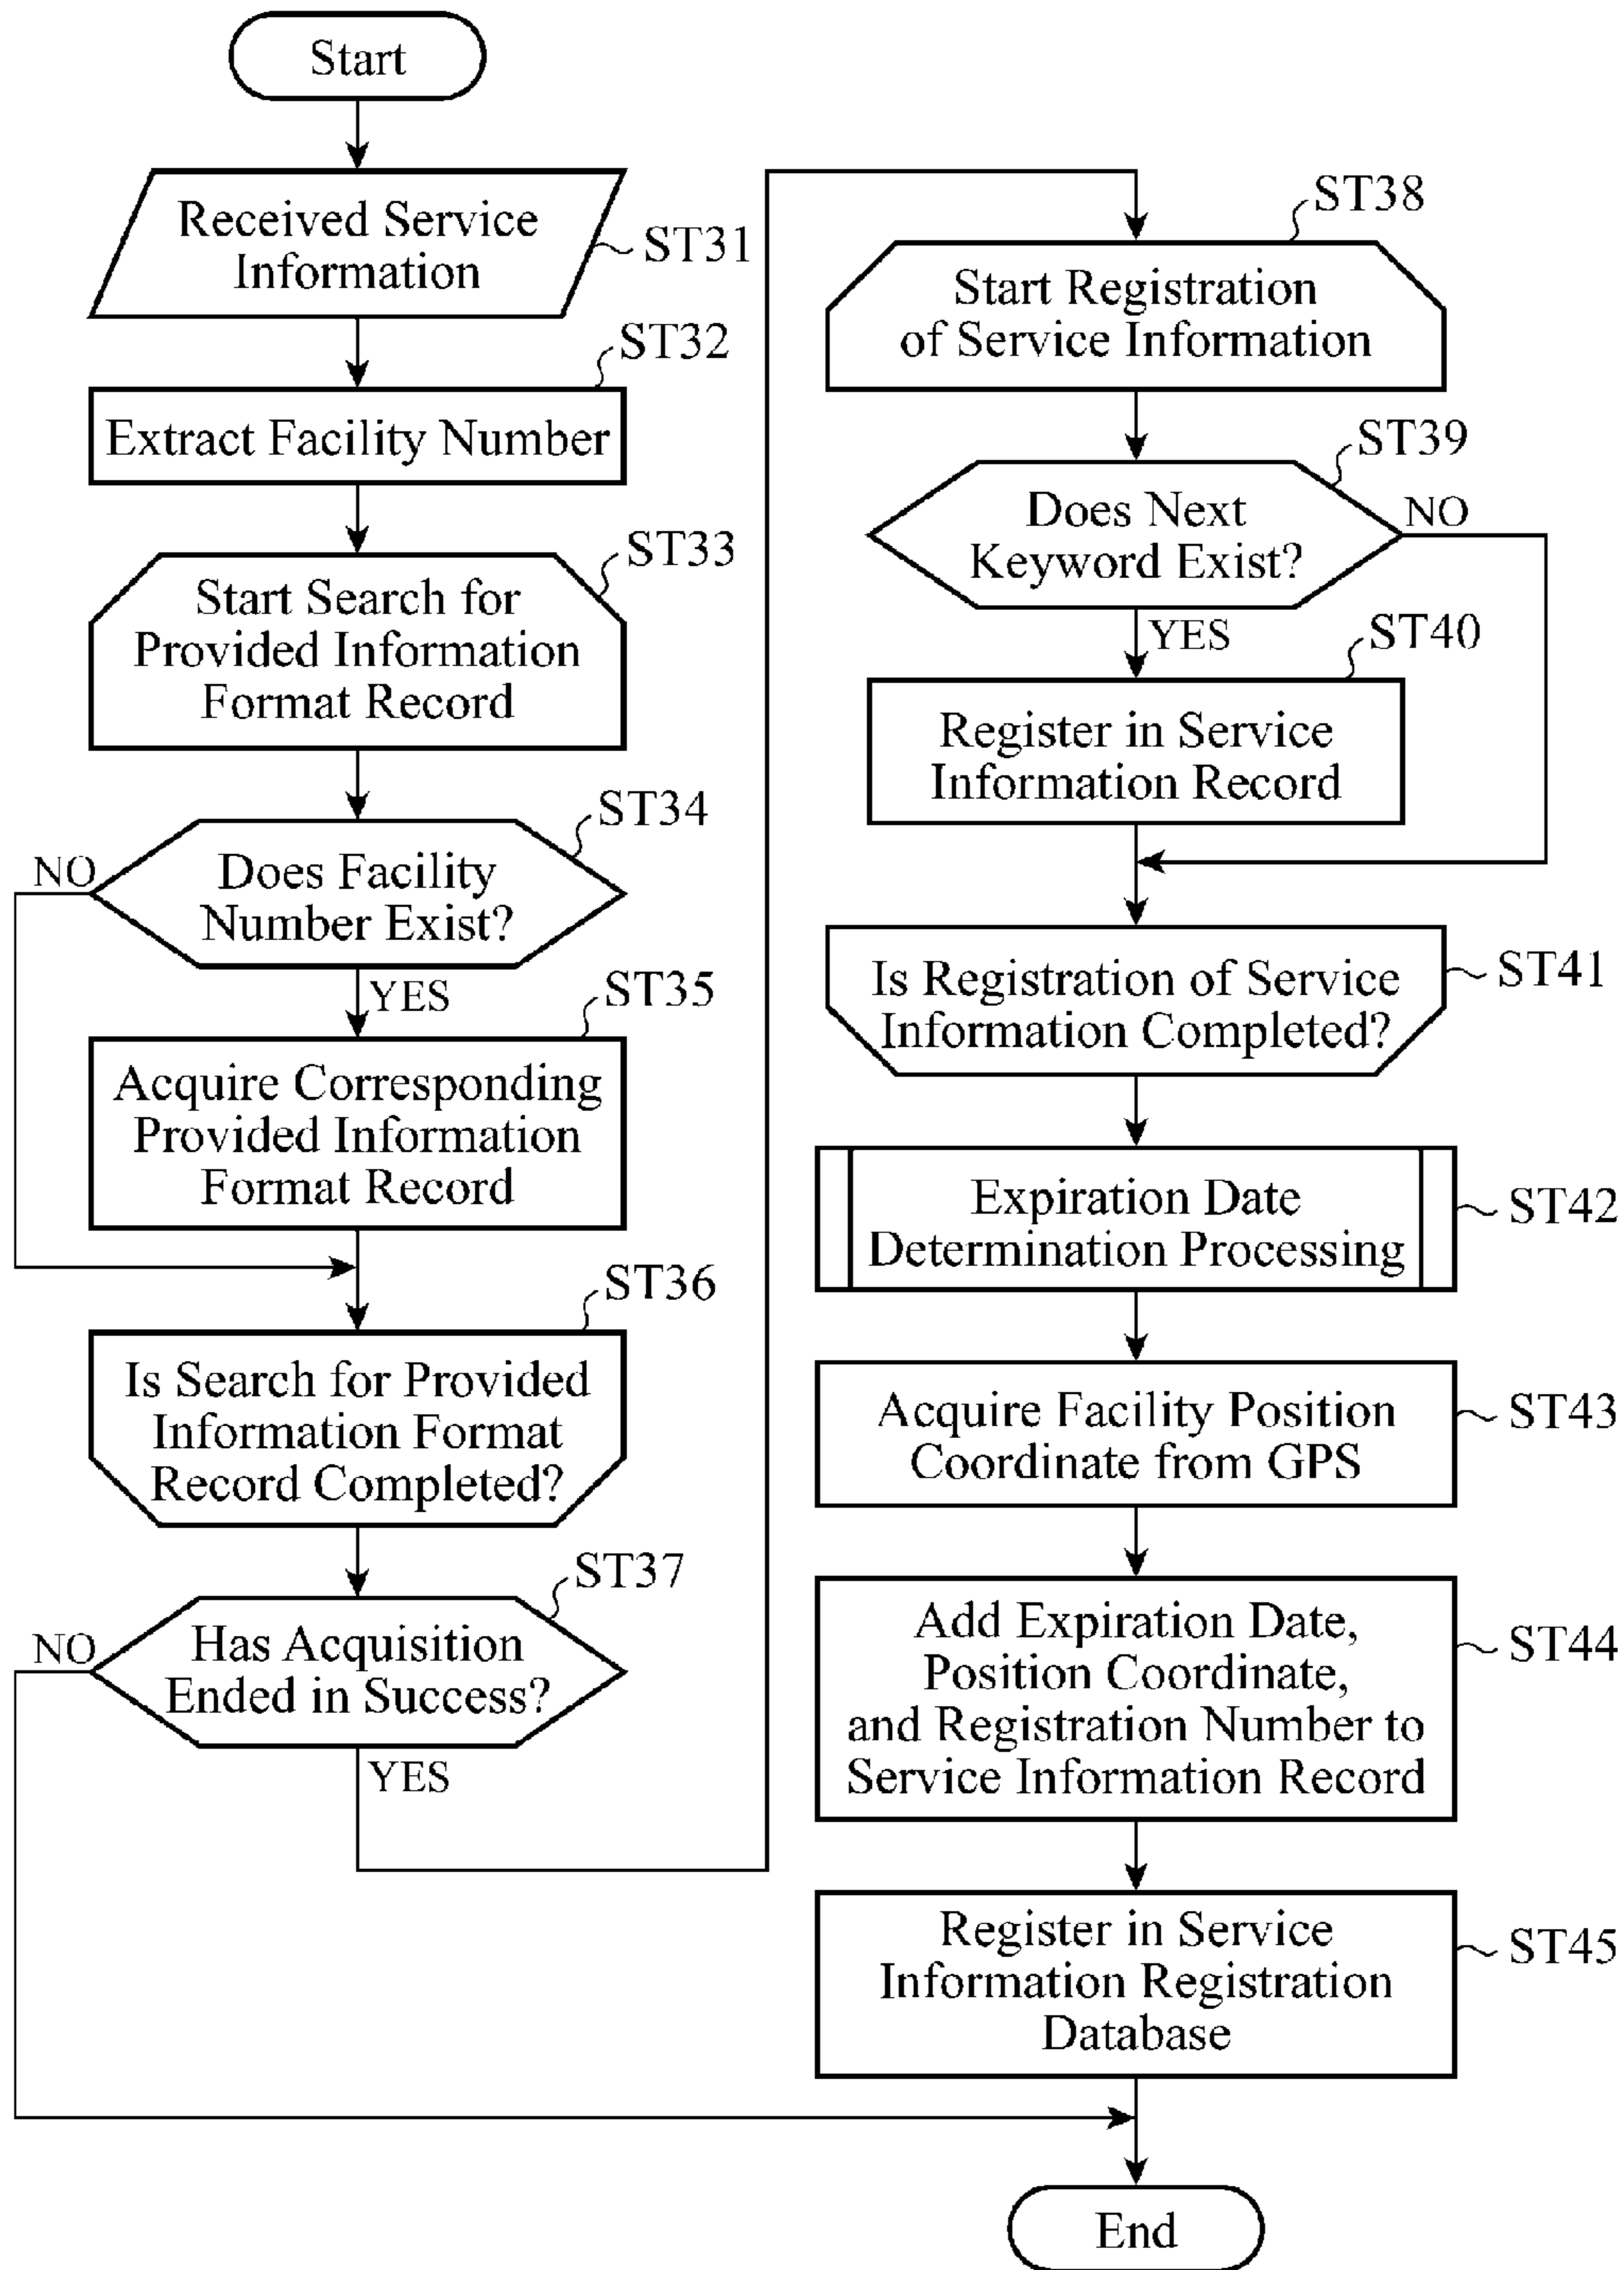 Start
Received Service
Information
ST31
ST32
Extract Facility Number
ST33
Start Search for
Provided Information
Format Record
ST34
NO
Does Facility
Number Exist?
YES
ST35
Acquire Corresponding
Provided Information
Format Record
ST36
Is Search for Provided
Information Format
Record Completed?
ST37
NO
Has Acquisition
Ended in Success?
YES
ST38
Start Registration
of Service Information
ST39
Does Next
Keyword Exist?
NO
YES
ST40
Register in Service
Information Record
Is Registration of Service
Information Completed?
ST41
Expiration Date
Determination Processing
ST42
Acquire Facility Position
Coordinate from GPS
ST43
Add Expiration Date,
Position Coordinate,
and Registration Number to
Service Information Record
ST44
Register in Service
Information Registration
Database
ST45
End